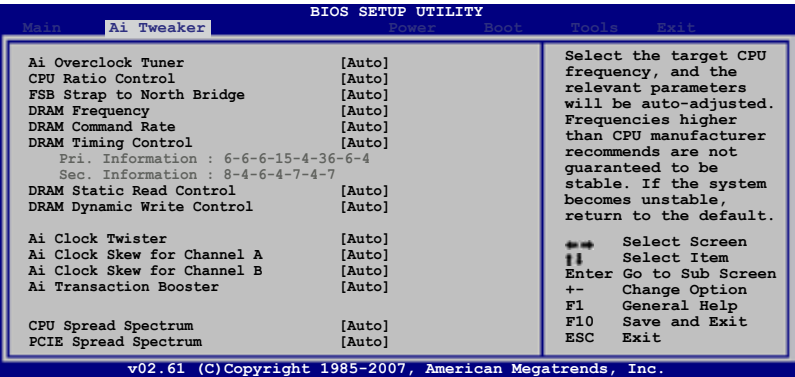 BIOS SETUP UTILITY
Main Ai Tweaker Power Boot Tools Exit
Ai Overclock Tuner [Auto]
CPU Ratio Control [Auto]
FSB Strap to North Bridge [Auto]
DRAM Frequency [Auto]
DRAM Command Rate [Auto]
DRAM Timing Control [Auto]
Pri. Information : 6-6-6-15-4-36-6-4
Sec. Information : 8-4-6-4-7-4-7
DRAM Static Read Control [Auto]
DRAM Dynamic Write Control [Auto]
Ai Clock Twister [Auto]
Ai Clock Skew for Channel A [Auto]
Ai Clock Skew for Channel B [Auto]
Ai Transaction Booster [Auto]
CPU Spread Spectrum [Auto]
PCIE Spread Spectrum [Auto]
Select the target CPU
frequency, and the
relevant parameters
will be auto-adjusted.
Frequencies higher
than CPU manufacturer
recommends are not
guaranteed to be
stable. If the system
becomes unstable,
return to the default.
Select Screen
Select Item
Enter Go to Sub Screen
+- Change Option
F1 General Help
F10 Save and Exit
ESC Exit
v02.61 (C)Copyright 1985-2007, American Megatrends, Inc.